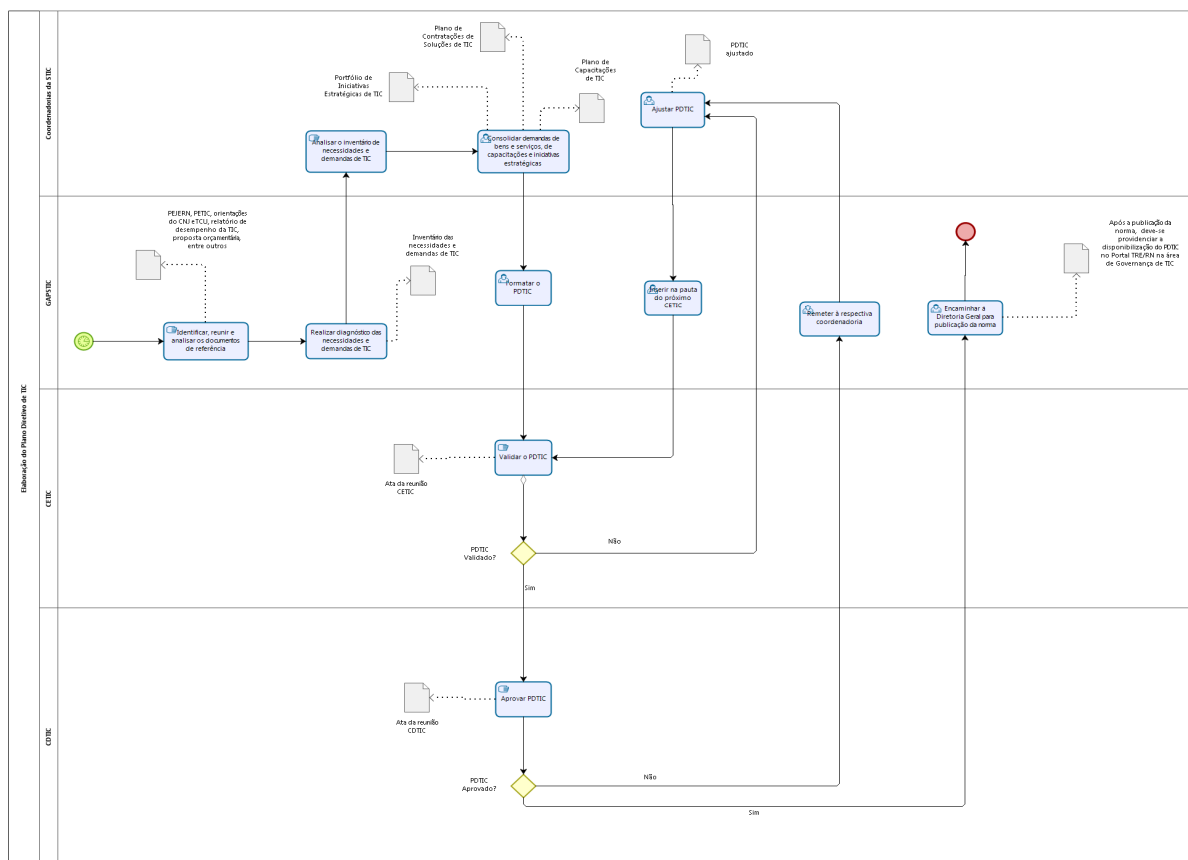 Elaboração do Plano Diretivo de TIC
Coordenadorias da STIC
Plano de
Contratações de
Soluções de TIC
Portfólio de
Iniciativas
Estratégicas de TIC
Plano de
Capacitações
de TIC
PDTIC
ajustado
Ajustar PDTIC
Analisar o inventário de
necessidades e
demandas de TIC
Consolidar demandas de
bens e serviços, de
capacitações e iniciativas
estratégicas
GAPSTIC
PEJERN, PETIC, orientações
do CNJ eTCU, relatório de
desempenho da TIC,
proposta orçamentária,
entre outros
Inventário das
necessidades e
demandas de TIC
Após a publicação da
norma, deve-se
providenciar a
disponibilização do PDTIC
no Portal TRE/RN na área
de Governança de TIC
Formatar o
PDTIC
Inserir na pauta
do próximo
CETIC
Remeter à respectiva
coordenadoria
Encaminhar à
Diretoria Geral para
publicação da norma
Identificar, reunir e
analisar os documentos
de referência
Realizar diagnóstico das
necessidades e
demandas de TIC
CETIC
Validar o PDTIC
Ata da reunião
CETIC
PDTIC
Validado?
Não
Sim
CDTIC
Aprovar PDTIC
Ata da reunião
CDTIC
PDTIC
Aprovado?
Não
Sim